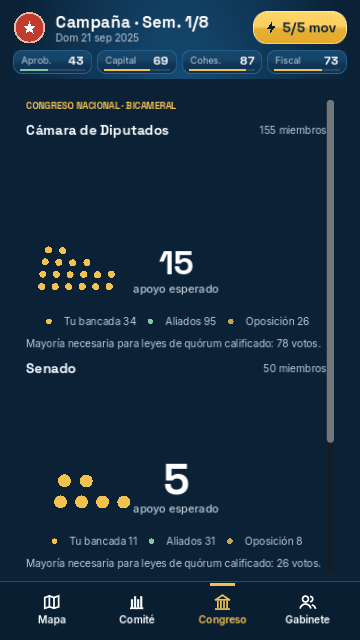 Campaña · Sem. 1/8
Dom 21 sep 2025
5/5 mov
Aprob. 43
Capital 69
Cohes. 87
Fiscal 73
CONGRESO NACIONAL · BICAMERAL
Cámara de Diputados 155 miembros
15
apoyo esperado
Tu bancada 34 Aliados 95 Oposición 26
Mayoría necesaria para leyes de quórum calificado: 78 votos.
Senado 50 miembros
5
apoyo esperado
Tu bancada 11 Aliados 31 Oposición 8
Mayoría necesaria para leyes de quórum calificado: 26 votos.
Mapa Comité Congreso Gabinete